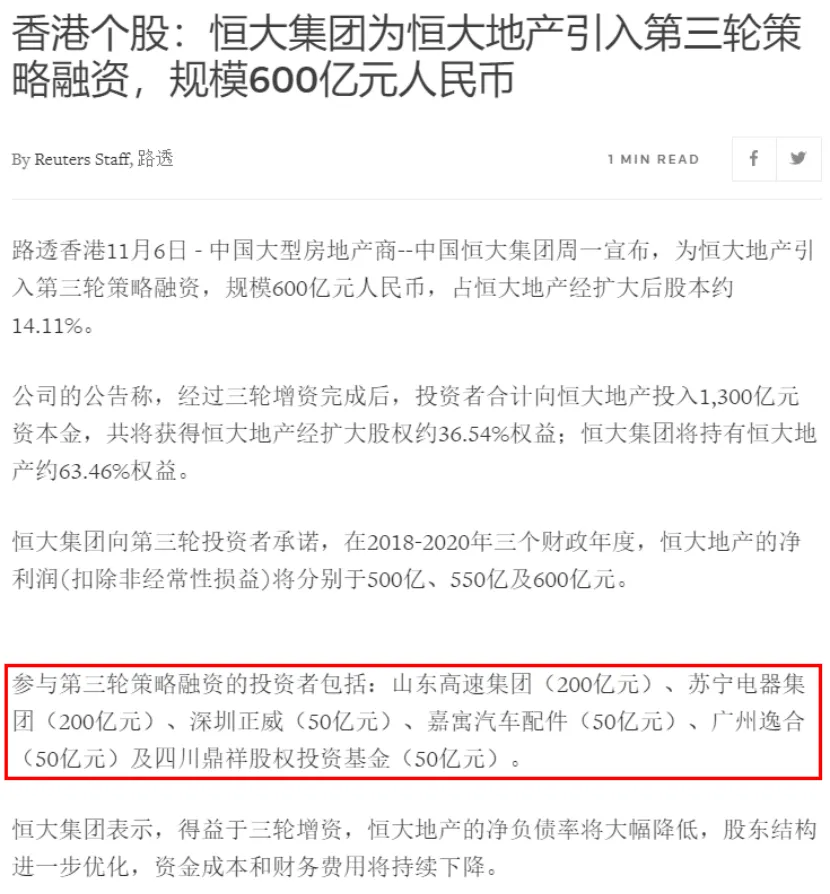 香港个股：恒大集团为恒大地产引入第三轮策
略融资，规模600亿元人民币
By Reuters Staff, 路透
1 MIN READ
路透香港11月6日 - 中国大型房地产商--中国恒大集团周一宣布，为恒大地产引
入第三轮策略融资，规模600亿元人民币，占恒大地产经扩大后股本约
14.11%。
公司的公告称，经过三轮增资完成后，投资者合计向恒大地产投入1,300亿元
资本金，共将获得恒大地产经扩大股权约36.54%权益；恒大集团将持有恒大地
产约63.46%权益。
恒大集团向第三轮投资者承诺，在2018-2020年三个财政年度，恒大地产的净
利润(扣除非经常性损益)将分别于500亿、550亿及600亿元。
参与第三轮策略融资的投资者包括：山东高速集团（200亿元）、苏宁电器集
团（200亿元）、深圳正威（50亿元）、嘉寓汽车配件（50亿元）、广州逸合
（50亿元）及四川鼎祥股权投资基金（50亿元）。
恒大集团表示，得益于三轮增资，恒大地产的净负债率将大幅降低，股东结构
进一步优化，资金成本和财务费用将持续下降。